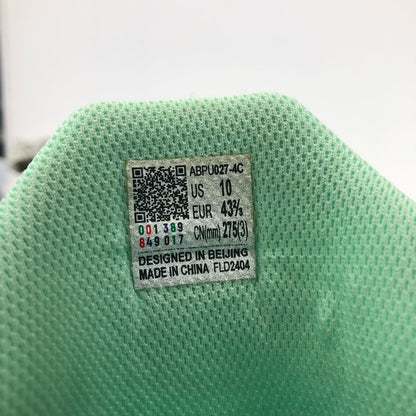 ABPU027-4C
US 10
EUR 43⅔
CN(mm) 275(3)
001389
849017
DESIGNED IN BEIJING
MADE IN CHINA FLD2404